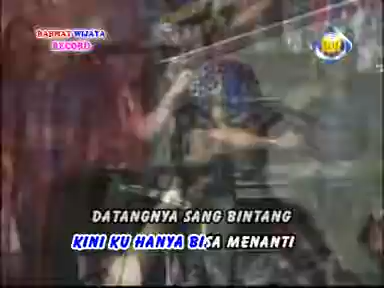 RAHMAT WIJAYA
RECORD
DATANGNYA SANG BINTANG
KINI KU HANYA BISA MENANTI